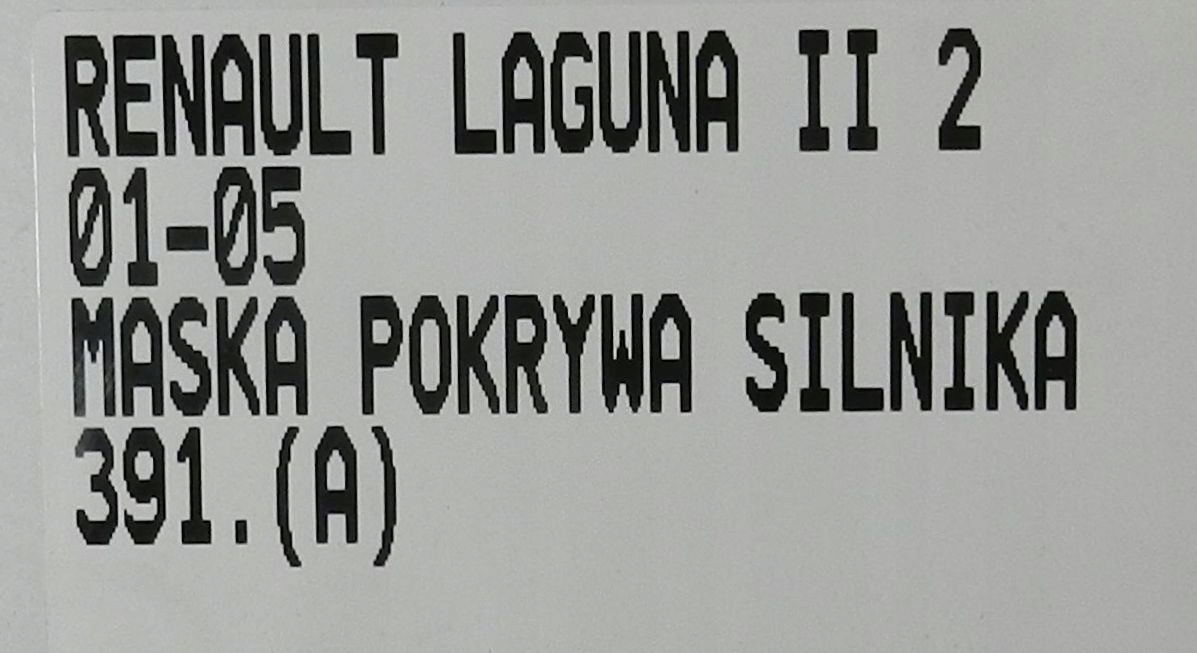 RENAULT LAGUNA II 2
01-05
MASKA POKRYWA SILNIKA
391.(A)